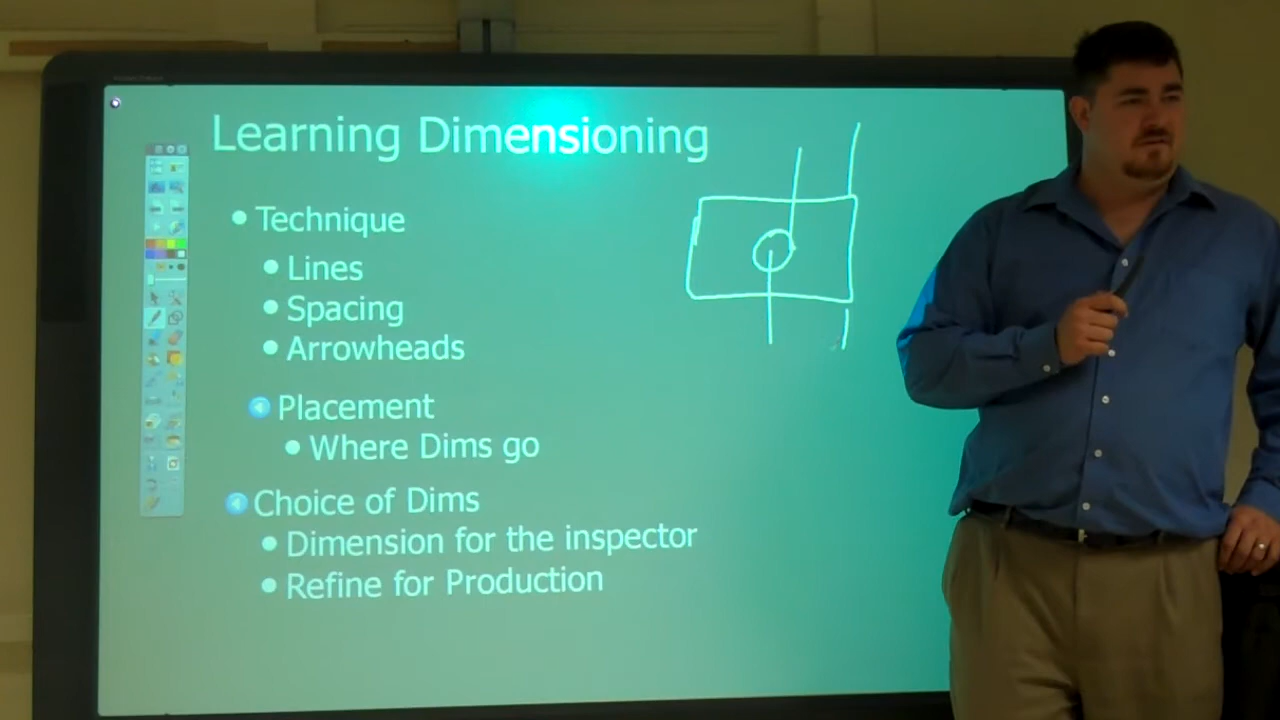 Learning Dimensioning
Technique
Lines
Spacing
Arrowheads
Placement
Where Dims go
Choice of Dims
Dimension for the inspector
Refine for Production